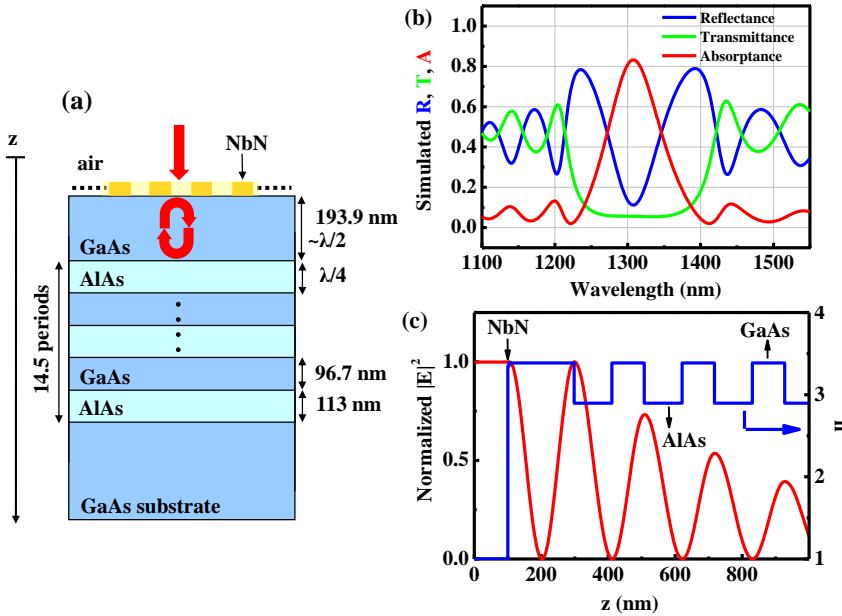 (a)
z
air
NbN
GaAs
193.9 nm
~λ/2
AlAs
λ/4
14.5 periods
GaAs
96.7 nm
AlAs
113 nm
GaAs substrate
(b)
Simulated R, T, A
1.0
0.8
0.6
0.4
0.2
0.0
Reflectance
Transmittance
Absorptance
1100 1200 1300 1400 1500
Wavelength (nm)
(c)
Normalized |E|²
1.0
0.5
0.0
NbN
GaAs
AlAs
4
3
2
1
n
0 200 400 600 800
z (nm)